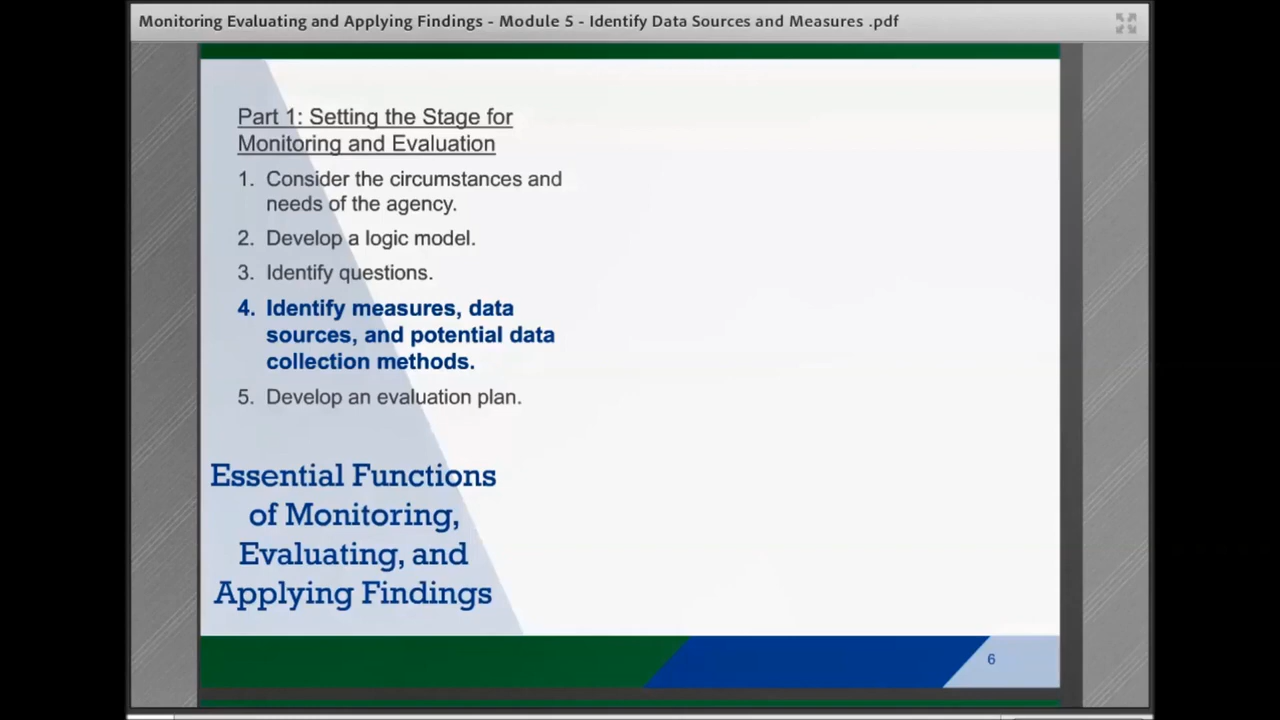 Monitoring Evaluating and Applying Findings - Module 5 - Identify Data Sources and Measures .pdf
Part 1: Setting the Stage for
Monitoring and Evaluation
1. Consider the circumstances and
needs of the agency.
2. Develop a logic model.
3. Identify questions.
4. Identify measures, data
sources, and potential data
collection methods.
5. Develop an evaluation plan.
Essential Functions
of Monitoring,
Evaluating, and
Applying Findings
6